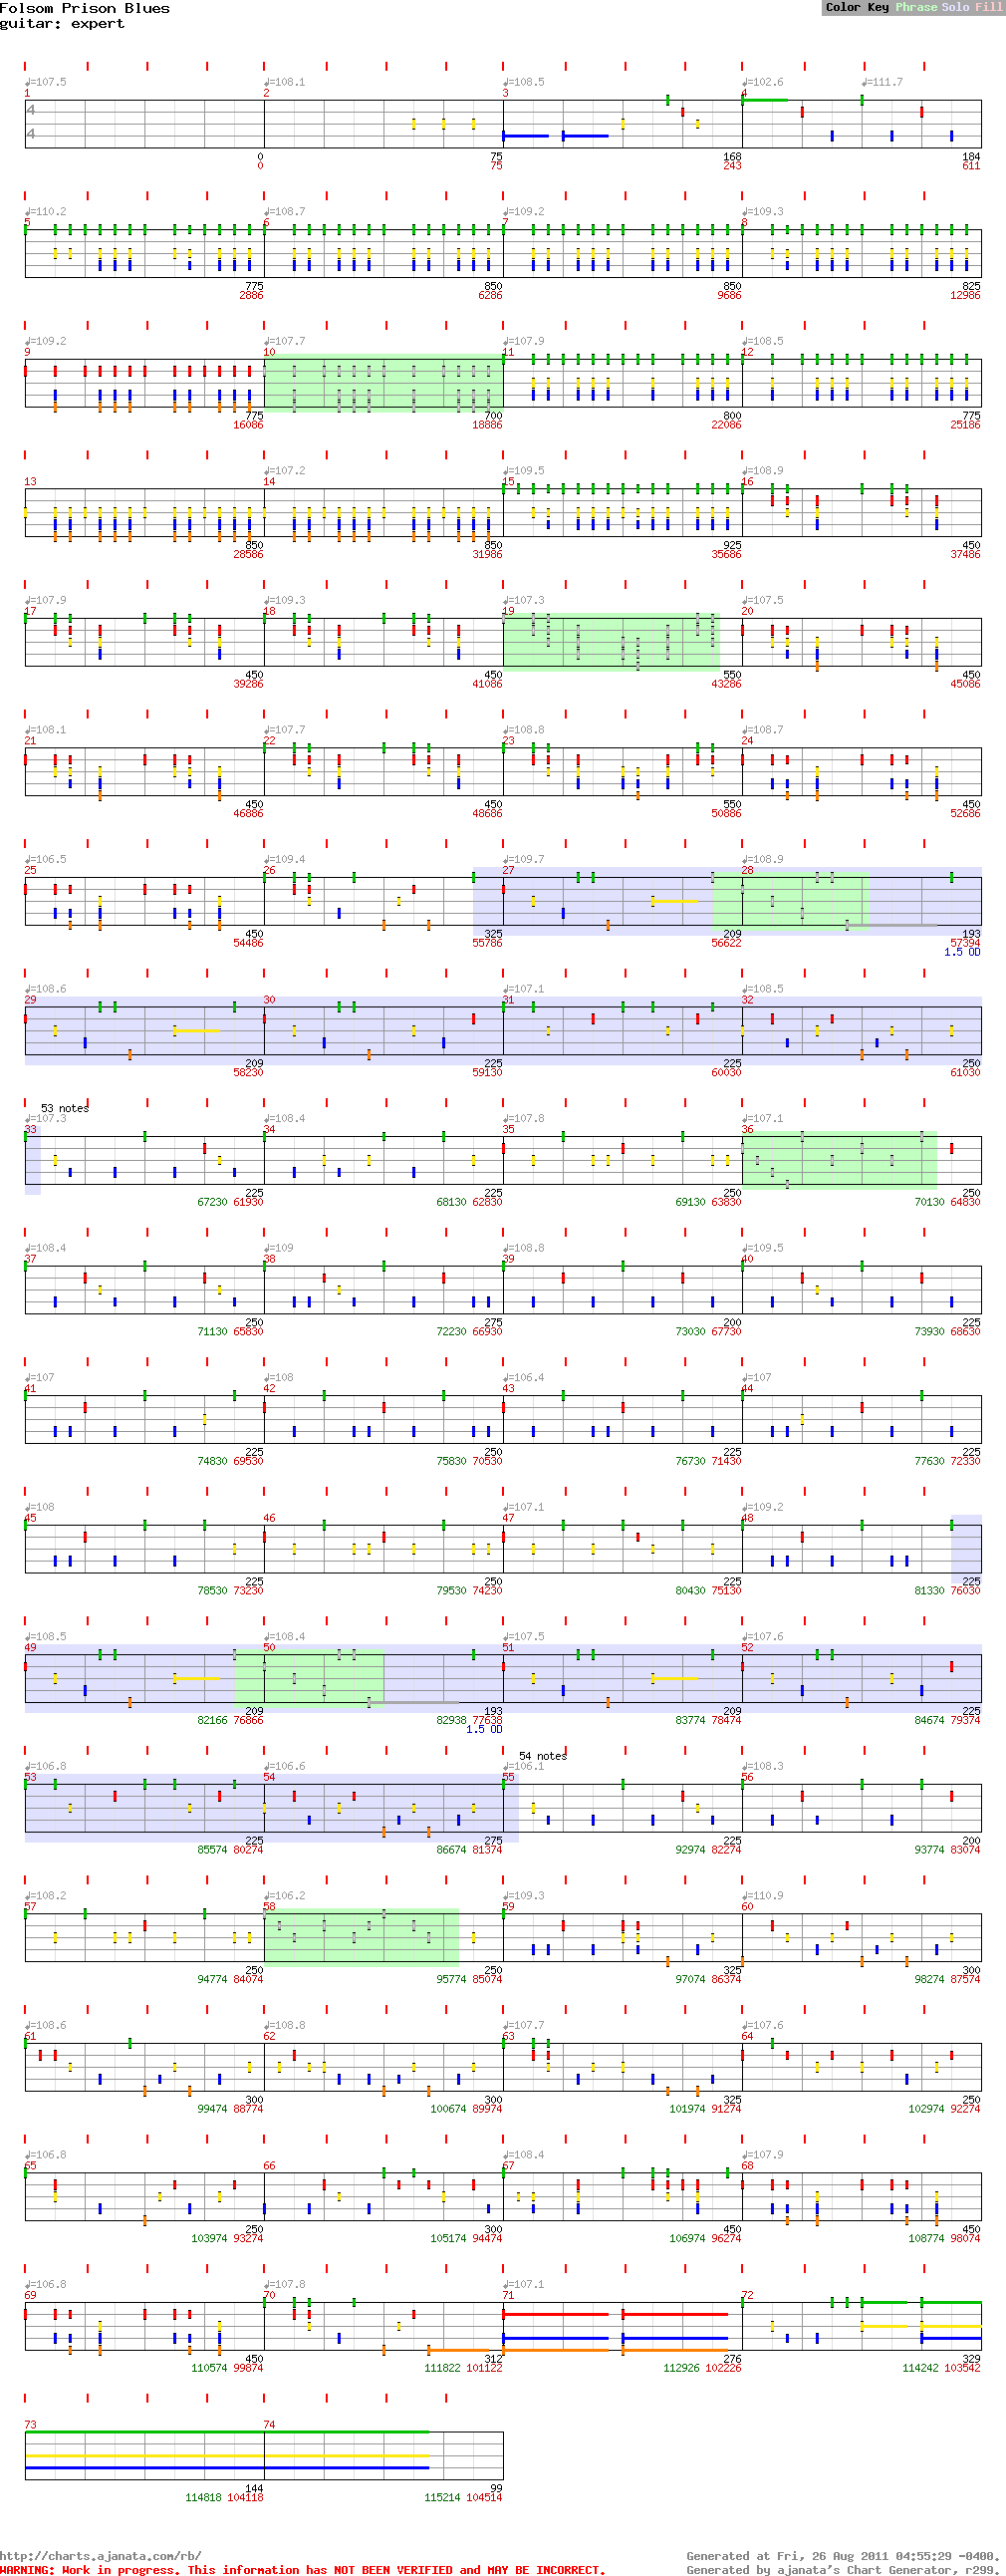 Folsom Prison Blues
guitar: expert
Color Key Phrase Solo Fill
♩=107.5 ♩=108.1 ♩=108.5 ♩=102.6 ♩=111.7
1 2 3 4
4
4
0 75 168 184
0 75 243 611
♩=110.2 ♩=108.7 ♩=109.2 ♩=109.3
5 6 7 8
775 850 850 825
2886 6286 9686 12986
♩=109.2 ♩=107.7 ♩=107.9 ♩=108.5
9 10 11 12
775 700 800 775
16086 18886 22086 25186
♩=107.2 ♩=109.5 ♩=108.9
13 14 15 16
850 850 925 450
28586 31986 35686 37486
♩=107.9 ♩=109.3 ♩=107.3 ♩=107.5
17 18 19 20
450 450 550 450
39286 41086 43286 45086
♩=108.1 ♩=107.7 ♩=108.8 ♩=108.7
21 22 23 24
450 450 550 450
46886 48686 50886 52686
♩=106.5 ♩=109.4 ♩=109.7 ♩=108.9
25 26 27 28
450 325 209 193
54486 55786 56622 57394
1.5 OD
♩=108.6 ♩=107.1 ♩=108.5
29 30 31 32
209 225 225 250
58230 59130 60030 61030
53 notes
♩=107.3 ♩=108.4 ♩=107.8 ♩=107.1
33 34 35 36
225 225 250 250
67230 61930 68130 62830 69130 63830 70130 64830
♩=108.4 ♩=109 ♩=108.8 ♩=109.5
37 38 39 40
250 275 200 225
71130 65830 72230 66930 73030 67730 73930 68630
♩=107 ♩=108 ♩=106.4 ♩=107
41 42 43 44
225 250 225 225
74830 69530 75830 70530 76730 71430 77630 72330
♩=108 ♩=107.1 ♩=109.2
45 46 47 48
225 250 225 225
78530 73230 79530 74230 80430 75130 81330 76030
♩=108.5 ♩=108.4 ♩=107.5 ♩=107.6
49 50 51 52
209 193 209 225
82166 76866 82938 77638 83774 78474 84674 79374
1.5 OD
54 notes
♩=106.8 ♩=106.6 ♩=106.1 ♩=108.3
53 54 55 56
225 275 225 200
85574 80274 86674 81374 92974 82274 93774 83074
♩=108.2 ♩=106.2 ♩=109.3 ♩=110.9
57 58 59 60
250 250 325 300
94774 84074 95774 85074 97074 86374 98274 87574
♩=108.6 ♩=108.8 ♩=107.7 ♩=107.6
61 62 63 64
300 300 325 250
99474 88774 100674 89974 101974 91274 102974 92274
♩=106.8 ♩=108.4 ♩=107.9
65 66 67 68
250 300 450 450
103974 93274 105174 94474 106974 96274 108774 98074
♩=106.8 ♩=107.8 ♩=107.1
69 70 71 72
450 312 276 329
110574 99874 111822 101122 112926 102226 114242 103542
73 74
144 99
114818 104118 115214 104514
http://charts.ajanata.com/rb/ Generated at Fri, 26 Aug 2011 04:55:29 -0400.
WARNING: Work in progress. This information has NOT BEEN VERIFIED and MAY BE INCORRECT. Generated by ajanata's Chart Generator, r299.